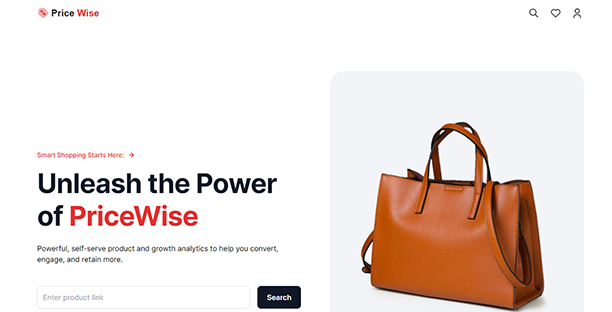 Price Wise
Smart Shopping Starts Here:
Unleash the Power
of PriceWise
Powerful, self-serve product and growth analytics to help you convert,
engage, and retain more.
Enter product link
Search